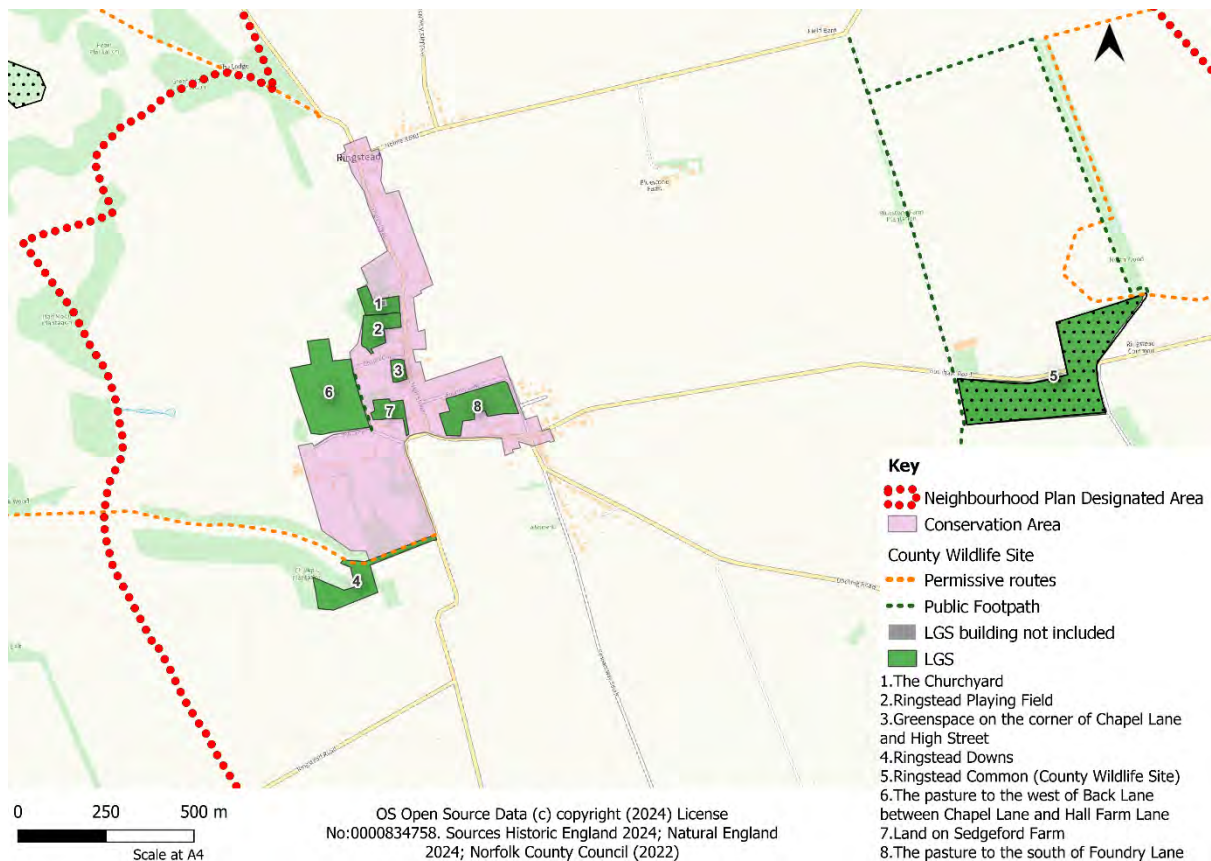 Ringstead
1
2
3
6
7
8
5
4
Key
Neighbourhood Plan Designated Area
Conservation Area
County Wildlife Site
Permissive routes
Public Footpath
LGS building not included
LGS
1.The Churchyard
2.Ringstead Playing Field
3.Greenspace on the corner of Chapel Lane
and High Street
4.Ringstead Downs
5.Ringstead Common (County Wildlife Site)
6.The pasture to the west of Back Lane
between Chapel Lane and Hall Farm Lane
7.Land on Sedgeford Farm
8.The pasture to the south of Foundry Lane
0 250 500 m
Scale at A4
OS Open Source Data (c) copyright (2024) License
No:0000834758. Sources Historic England 2024; Natural England
2024; Norfolk County Council (2022)